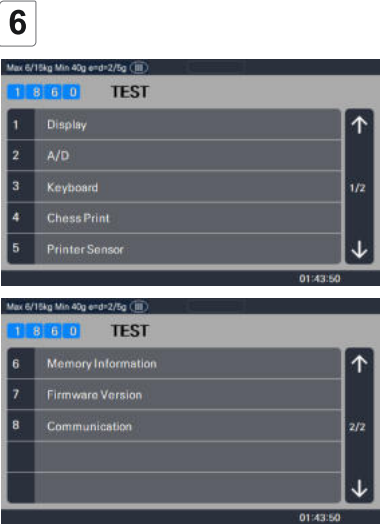 6
Max 6/15kg Min 40g e=d=2/5g (III)
1 8 6 0 TEST
1 Display
2 A/D
3 Keyboard
1/2
4 Chess Print
5 Printer Sensor
01:43:50
Max 6/15kg Min 40g e=d=2/5g (III)
1 8 6 0 TEST
6 Memory Information
7 Firmware Version
8 Communication
2/2
01:43:50